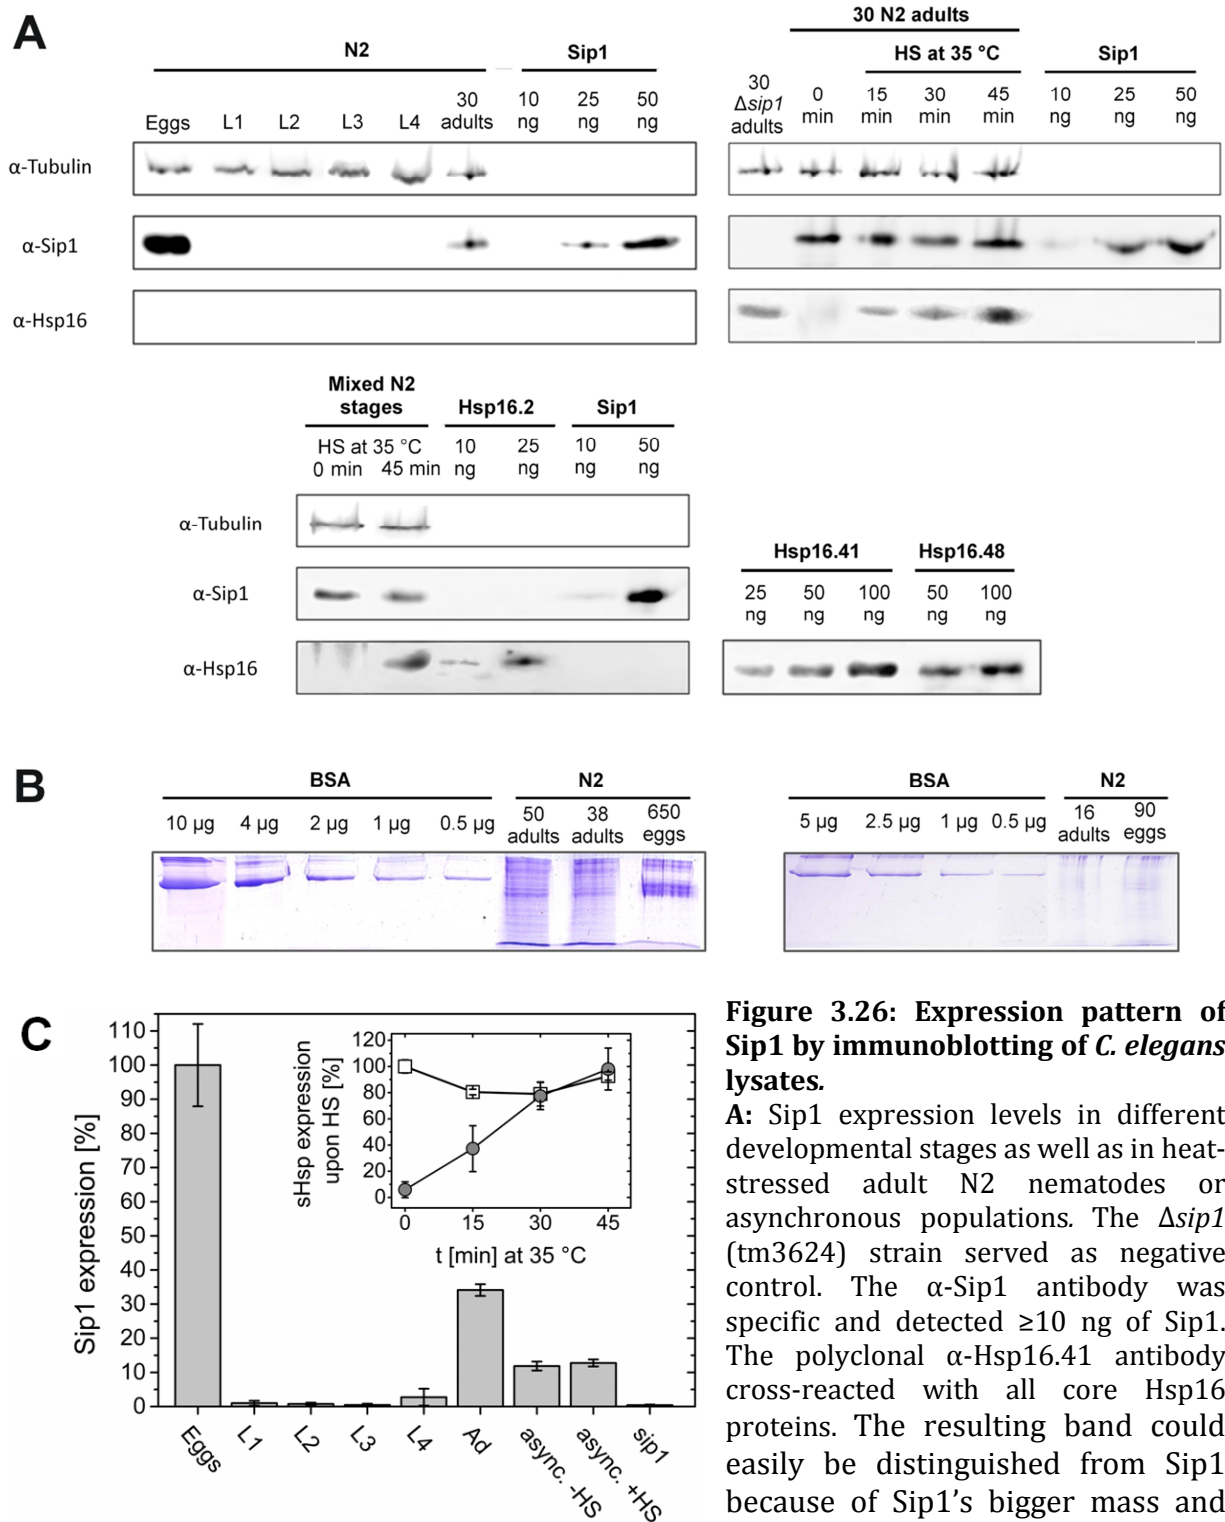 A
N2
Sip1
Eggs L1 L2 L3 L4 30 adults 10 ng 25 ng 50 ng
α-Tubulin
α-Sip1
α-Hsp16
30 N2 adults
HS at 35 °C
Sip1
30 Δsip1 adults 0 min 15 min 30 min 45 min 10 ng 25 ng 50 ng
Mixed N2 stages
Hsp16.2
Sip1
HS at 35 °C
0 min 45 min 10 ng 25 ng 10 ng 50 ng
α-Tubulin
α-Sip1
α-Hsp16
Hsp16.41
Hsp16.48
25 ng 50 ng 100 ng 50 ng 100 ng
B
BSA
N2
10 µg 4 µg 2 µg 1 µg 0.5 µg 50 adults 38 adults 650 eggs
BSA
N2
5 µg 2.5 µg 1 µg 0.5 µg 16 adults 90 eggs
C
Sip1 expression [%]
110
100
90
80
70
60
50
40
30
20
10
0
Eggs L1 L2 L3 L4 Ad async. -HS async. +HS sip1
sHsp expression
upon HS [%]
120
100
80
60
40
20
0
0 15 30 45
t [min] at 35 °C
Figure 3.26: Expression pattern of
Sip1 by immunoblotting of C. elegans
lysates.
A: Sip1 expression levels in different
developmental stages as well as in heat-
stressed adult N2 nematodes or
asynchronous populations. The Δsip1
(tm3624) strain served as negative
control. The α-Sip1 antibody was
specific and detected ≥10 ng of Sip1.
The polyclonal α-Hsp16.41 antibody
cross-reacted with all core Hsp16
proteins. The resulting band could
easily be distinguished from Sip1
because of Sip1’s bigger mass and